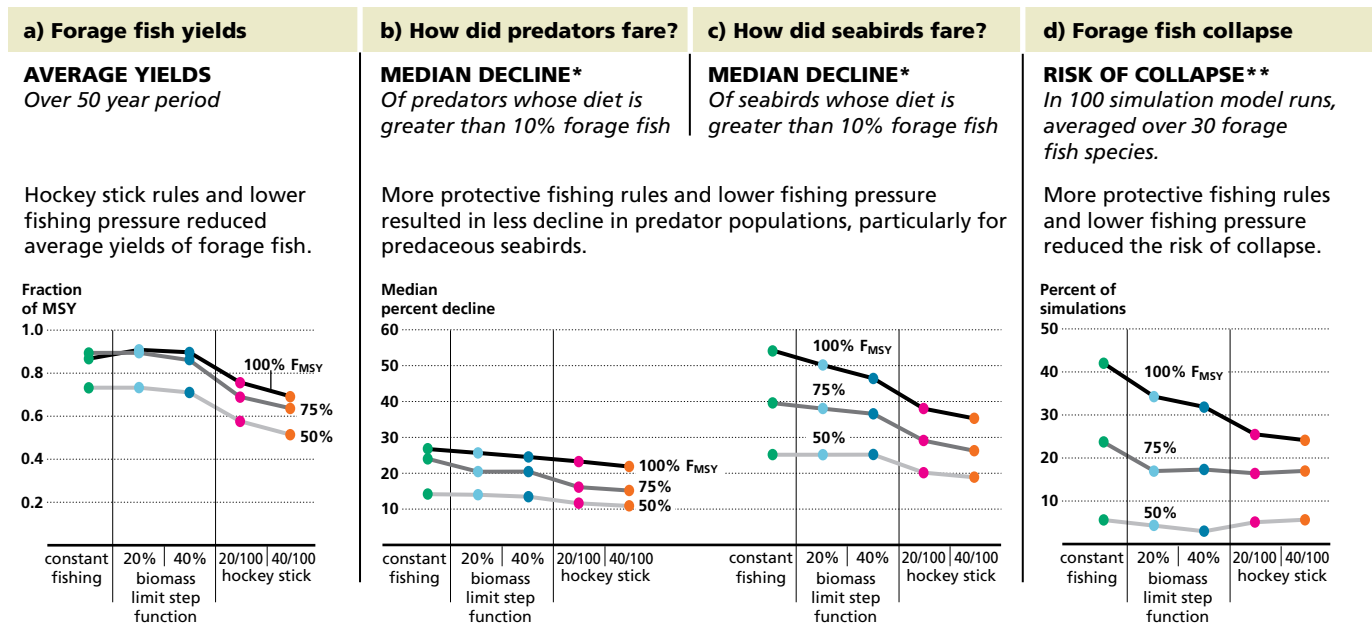 a) Forage fish yields
AVERAGE YIELDS
Over 50 year period
Hockey stick rules and lower
fishing pressure reduced
average yields of forage fish.
Fraction
of MSY
1.0
0.8
0.6
0.4
0.2
100% FMSY
75%
50%
constant
fishing
20%
40%
biomass
limit step
function
20/100
40/100
hockey stick
b) How did predators fare?
MEDIAN DECLINE*
Of predators whose diet is
greater than 10% forage fish
c) How did seabirds fare?
MEDIAN DECLINE*
Of seabirds whose diet is
greater than 10% forage fish
More protective fishing rules and lower fishing pressure
resulted in less decline in predator populations, particularly for
predaceous seabirds.
Median
percent decline
60
50
40
30
20
10
100% FMSY
75%
50%
constant
fishing
20%
40%
biomass
limit step
function
20/100
40/100
hockey stick
100% FMSY
75%
50%
constant
fishing
20%
40%
biomass
limit step
function
20/100
40/100
hockey stick
d) Forage fish collapse
RISK OF COLLAPSE**
In 100 simulation model runs,
averaged over 30 forage
fish species.
More protective fishing rules
and lower fishing pressure
reduced the risk of collapse.
Percent of
simulations
50
40
30
20
10
100% FMSY
75%
50%
constant
fishing
20%
40%
biomass
limit step
function
20/100
40/100
hockey stick